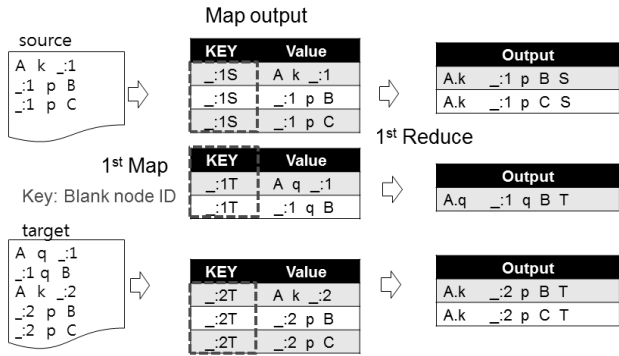 Map output
source
A k _:1
_:1 p B
_:1 p C
KEY Value
_:1S A k _:1
_:1S _:1 p B
_:1S _:1 p C
Output
A.k _:1 p B S
A.k _:1 p C S
1st Map
Key: Blank node ID
KEY Value
_:1T A q _:1
_:1T _:1 q B
1st Reduce
Output
A.q _:1 q B T
target
A q _:1
_:1 q B
A k _:2
_:2 p B
_:2 p C
KEY Value
_:2T A k _:2
_:2T _:2 p B
_:2T _:2 p C
Output
A.k _:2 p B T
A.k _:2 p C T